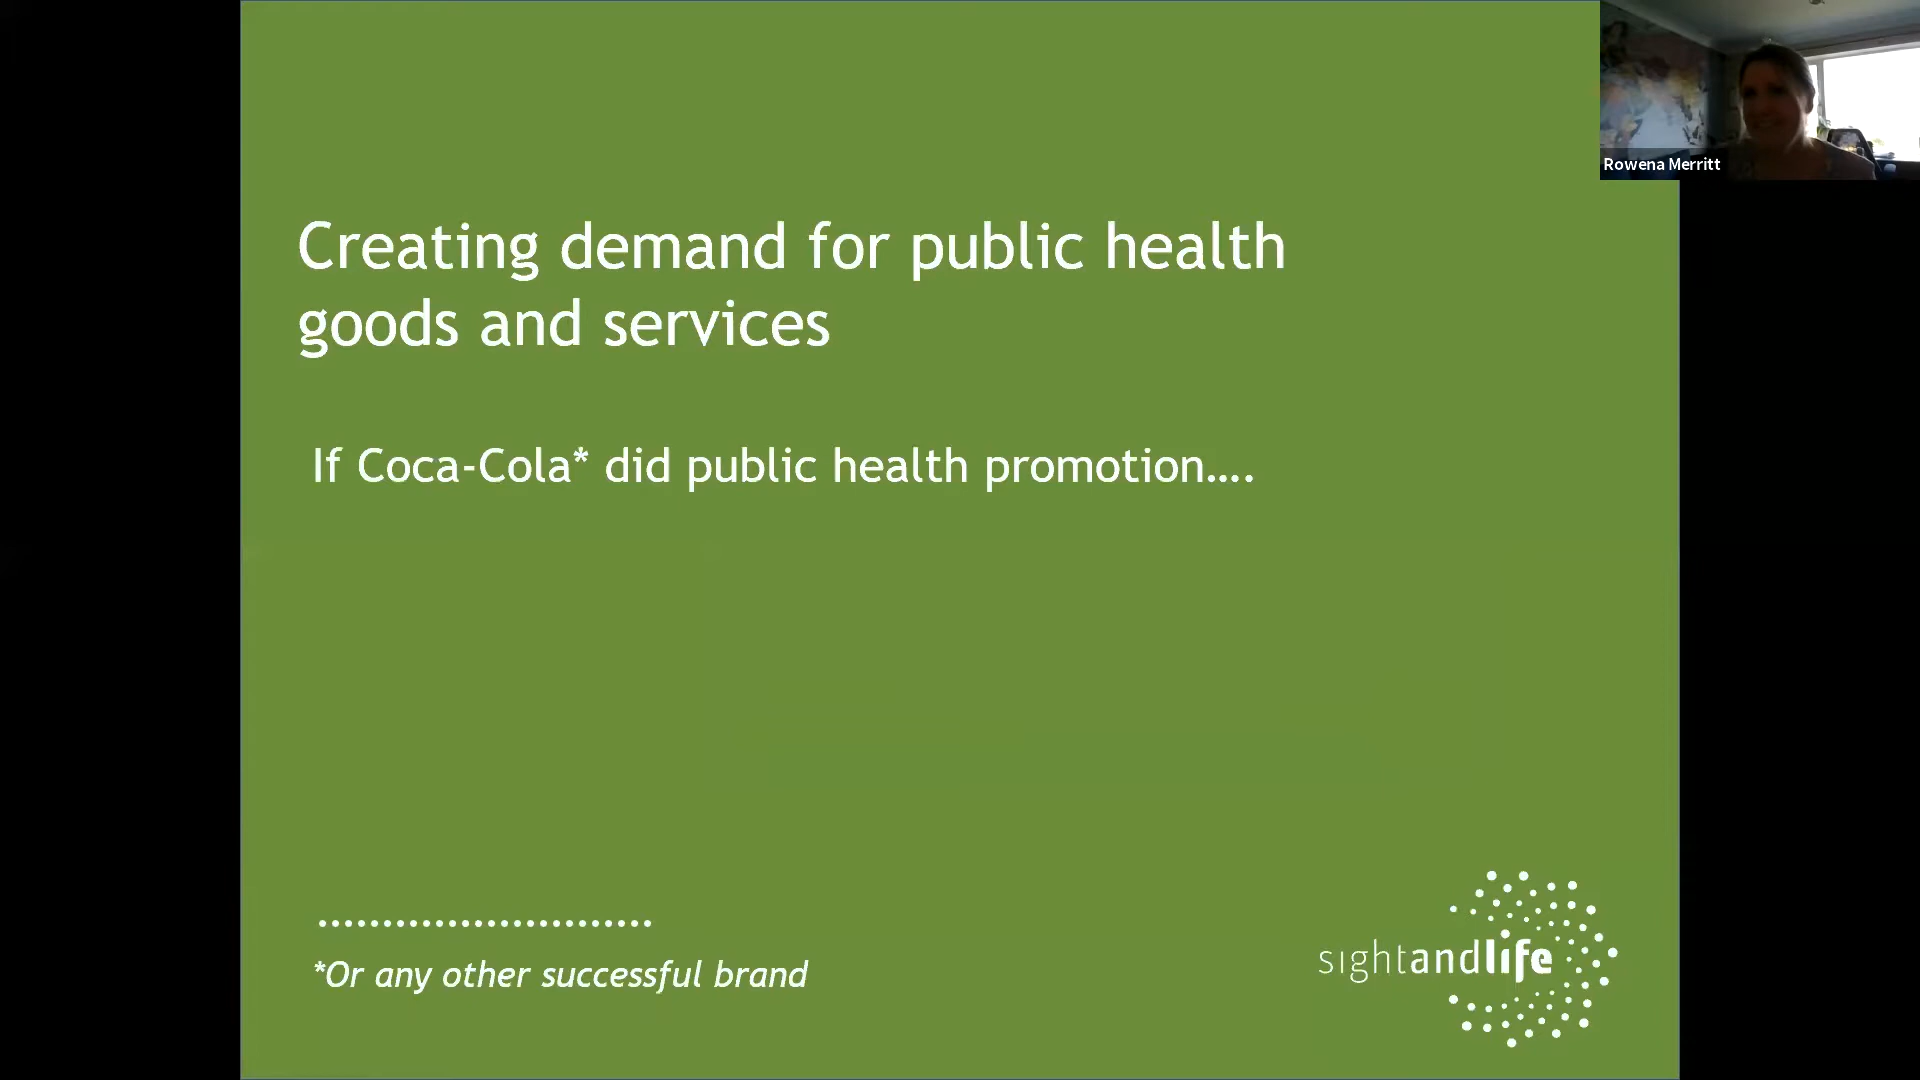 Rowena Merritt
Creating demand for public health
goods and services
If Coca-Cola* did public health promotion....
*Or any other successful brand
sightandlife